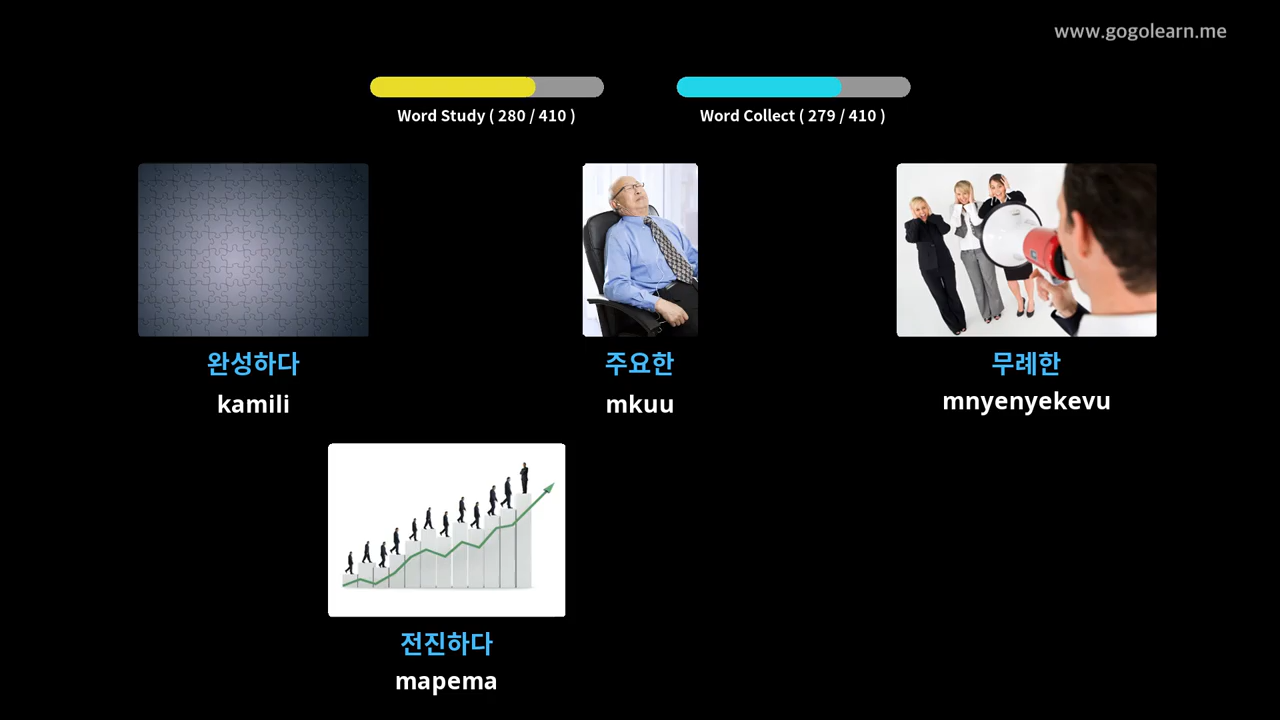 www.gogolearn.me
Word Study ( 280 / 410 )
Word Collect ( 279 / 410 )
완성하다
kamili
주요한
mkuu
무례한
mnyenyekevu
전진하다
mapema